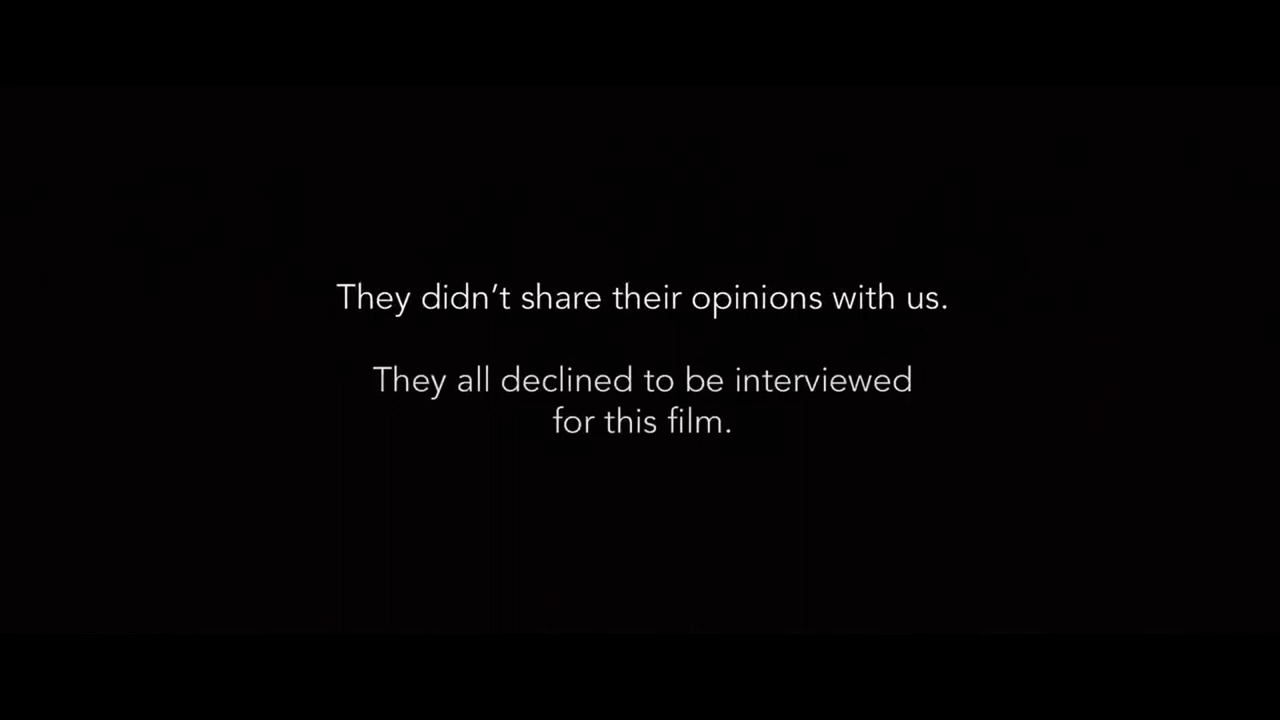 They didn’t share their opinions with us.
They all declined to be interviewed
for this film.